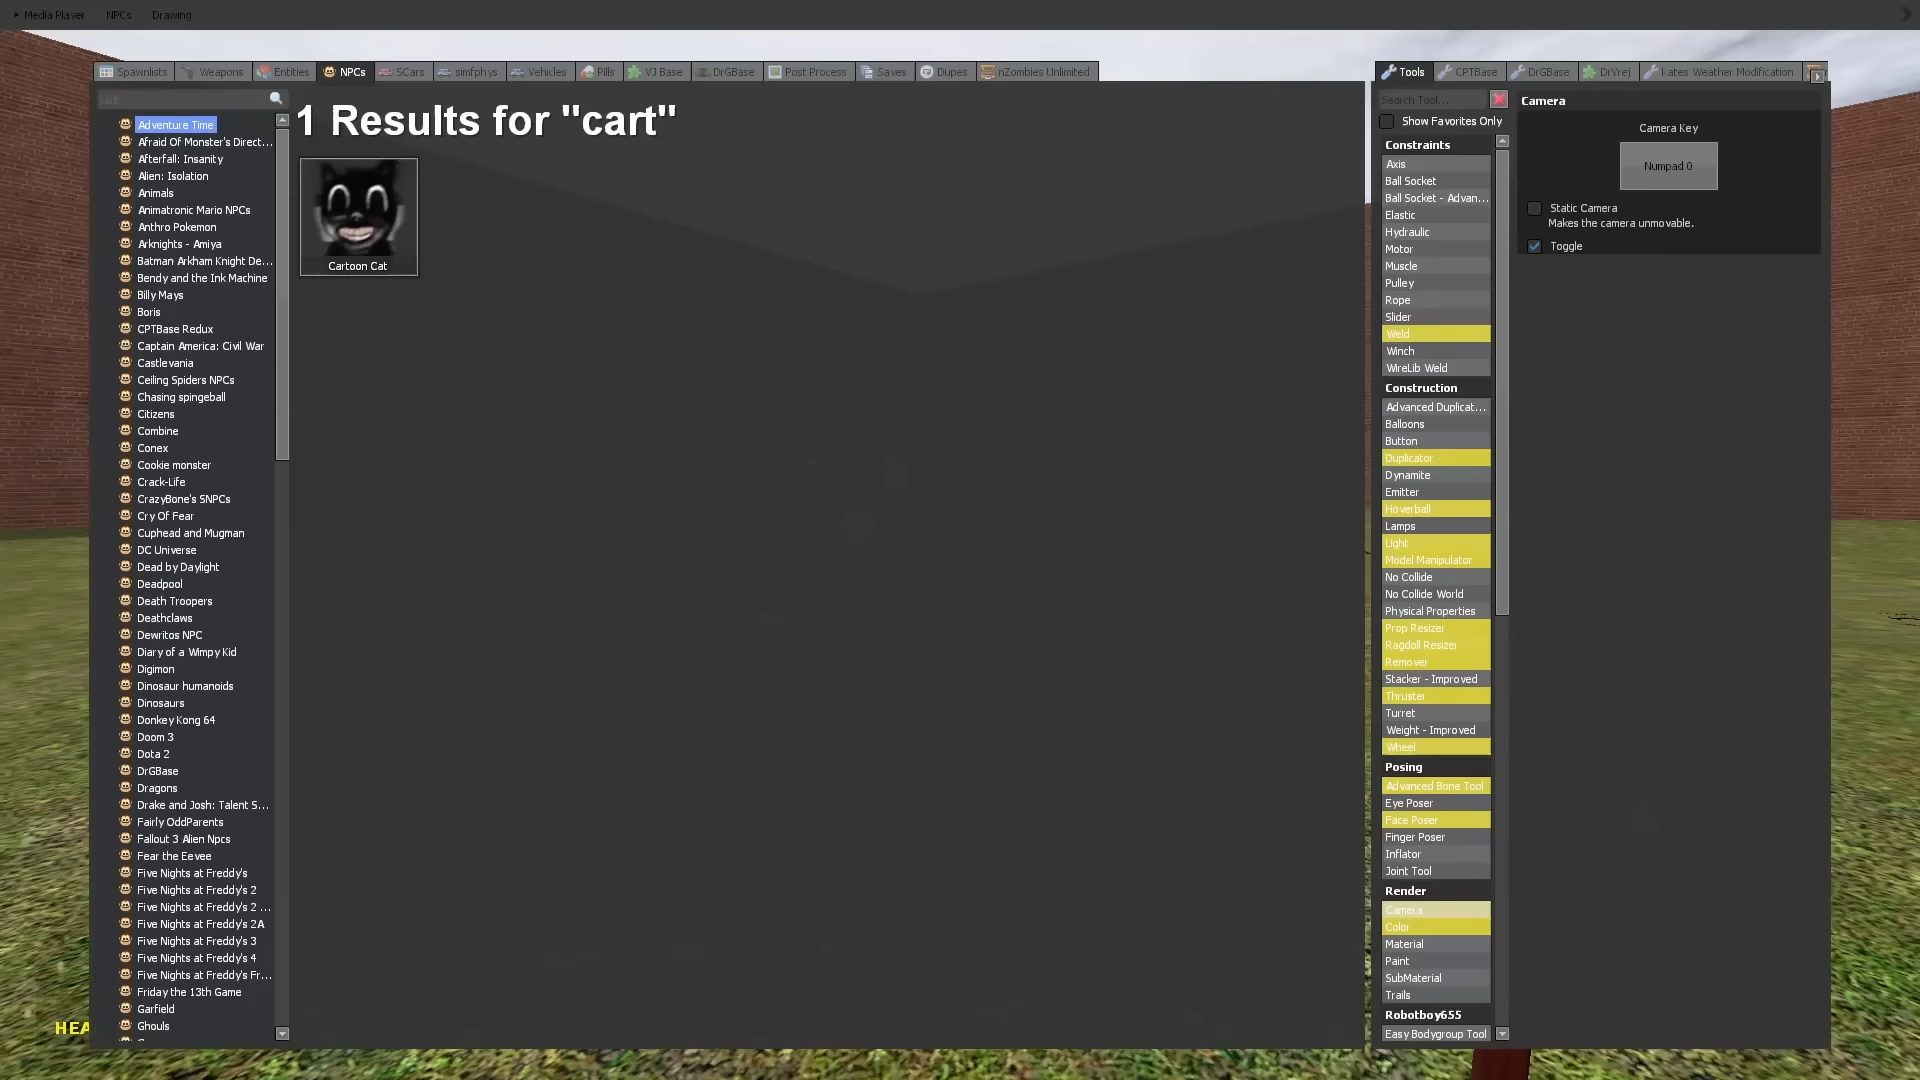 Media Player NPCs Drawing
Spawnlists Weapons Entities NPCs SCars simfphys Vehicles Pills VJ Base DrGBase Post Process Saves Dupes nZombies Unlimited
Tools CPTBase DrGBase DrVrej Kates Weather Modification
cart
1 Results for "cart"
Cartoon Cat
Adventure Time
Afraid Of Monster's Direct...
Afterfall: Insanity
Alien: Isolation
Animals
Animatronic Mario NPCs
Anthro Pokemon
Arknights - Amiya
Batman Arkham Knight De...
Bendy and the Ink Machine
Billy Mays
Boris
CPTBase Redux
Captain America: Civil War
Castlevania
Ceiling Spiders NPCs
Chasing spingeball
Citizens
Combine
Conex
Cookie monster
Crack-Life
CrazyBone's SNPCs
Cry Of Fear
Cuphead and Mugman
DC Universe
Dead by Daylight
Deadpool
Death Troopers
Deathclaws
Dewritos NPC
Diary of a Wimpy Kid
Digimon
Dinosaur humanoids
Dinosaurs
Donkey Kong 64
Doom 3
Dota 2
DrGBase
Dragons
Drake and Josh: Talent S...
Fairly OddParents
Fallout 3 Alien Npcs
Fear the Eevee
Five Nights at Freddy's
Five Nights at Freddy's 2
Five Nights at Freddy's 2 ...
Five Nights at Freddy's 2A
Five Nights at Freddy's 3
Five Nights at Freddy's 4
Five Nights at Freddy's Fr...
Friday the 13th Game
Garfield
Ghouls
HEA
Search Tool...
Show Favorites Only
Constraints
Axis
Ball Socket
Ball Socket - Advan...
Elastic
Hydraulic
Motor
Muscle
Pulley
Rope
Slider
Weld
Winch
WireLib Weld
Construction
Advanced Duplicat...
Balloons
Button
Duplicator
Dynamite
Emitter
Hoverball
Lamps
Light
Model Manipulator
No Collide
No Collide World
Physical Properties
Prop Resizer
Ragdoll Resizer
Remover
Stacker - Improved
Thruster
Turret
Weight - Improved
Wheel
Posing
Advanced Bone Tool
Eye Poser
Face Poser
Finger Poser
Inflator
Joint Tool
Render
Camera
Color
Material
Paint
SubMaterial
Trails
Robotboy655
Easy Bodygroup Tool
Camera
Camera Key
Numpad 0
Static Camera
Makes the camera unmovable.
Toggle